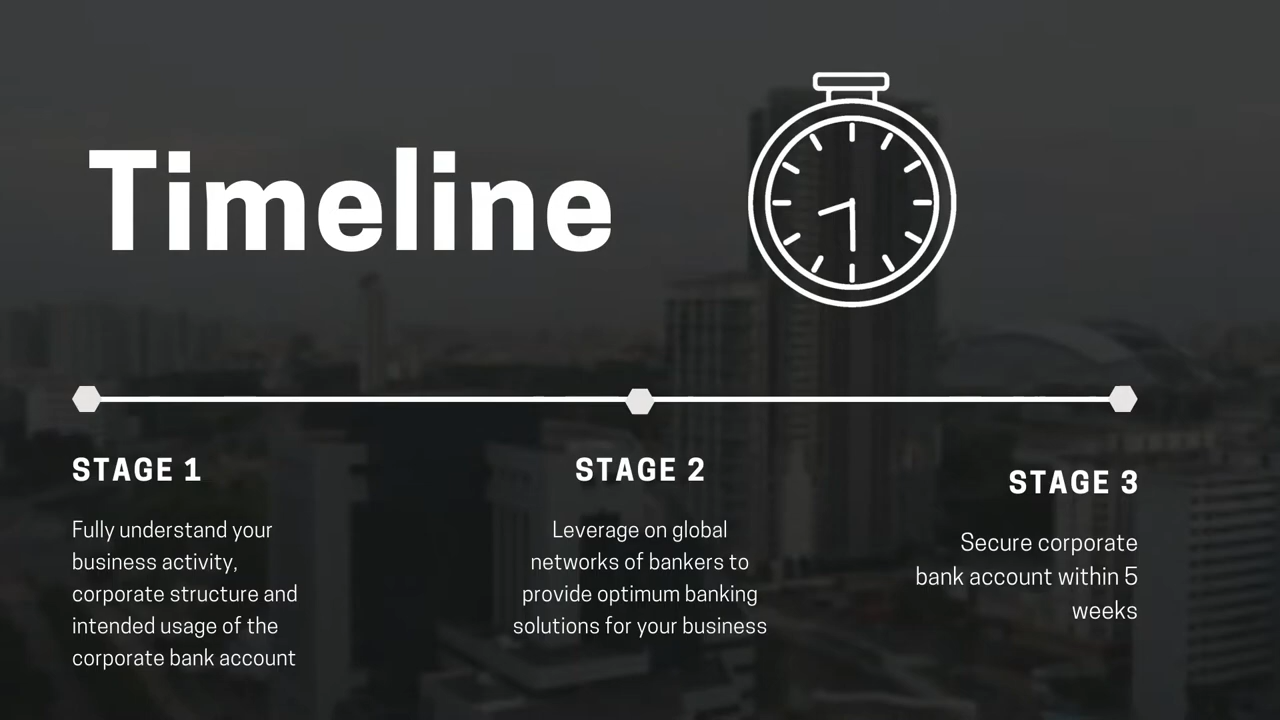 Timeline
STAGE 1
Fully understand your
business activity,
corporate structure and
intended usage of the
corporate bank account
STAGE 2
Leverage on global
networks of bankers to
provide optimum banking
solutions for your business
STAGE 3
Secure corporate
bank account within 5
weeks